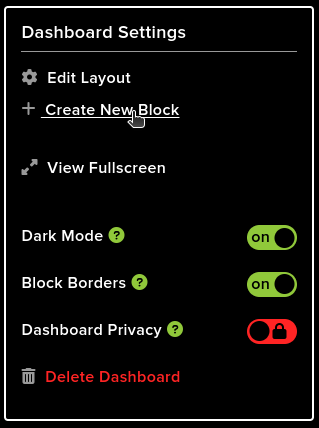 Dashboard Settings
Edit Layout
Create New Block
View Fullscreen
Dark Mode ? on
Block Borders ? on
Dashboard Privacy ?
Delete Dashboard